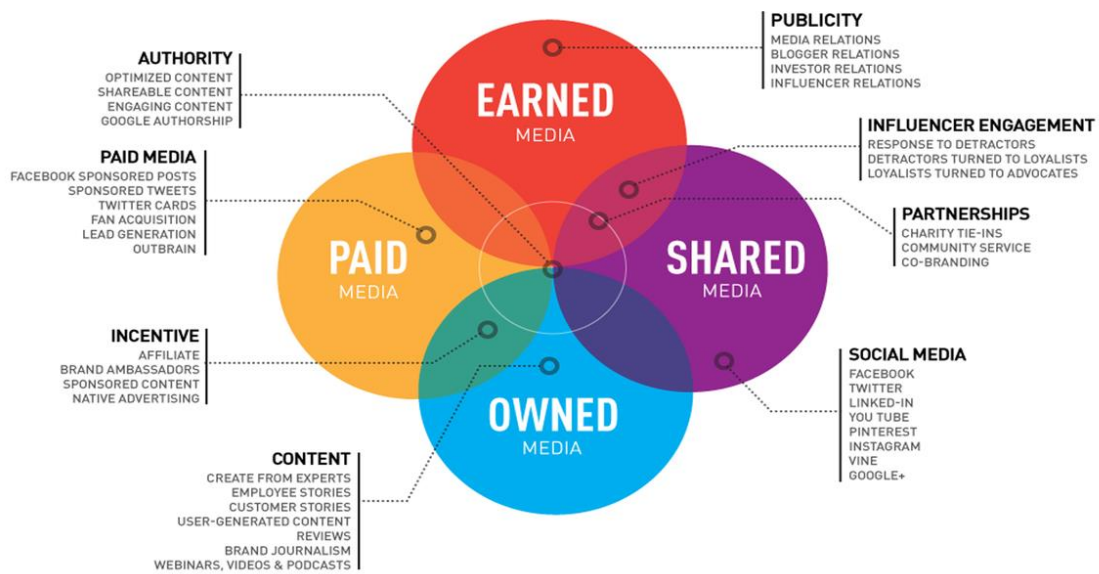 AUTHORITY
OPTIMIZED CONTENT
SHAREABLE CONTENT
ENGAGING CONTENT
GOOGLE AUTHORSHIP
PAID MEDIA
FACEBOOK SPONSORED POSTS
SPONSORED TWEETS
TWITTER CARDS
FAN ACQUISITION
LEAD GENERATION
OUTBRAIN
INCENTIVE
AFFILIATE
BRAND AMBASSADORS
SPONSORED CONTENT
NATIVE ADVERTISING
CONTENT
CREATE FROM EXPERTS
EMPLOYEE STORIES
CUSTOMER STORIES
USER-GENERATED CONTENT
REVIEWS
BRAND JOURNALISM
WEBINARS, VIDEOS & PODCASTS
EARNED
MEDIA
PAID
MEDIA
SHARED
MEDIA
OWNED
MEDIA
PUBLICITY
MEDIA RELATIONS
BLOGGER RELATIONS
INVESTOR RELATIONS
INFLUENCER RELATIONS
INFLUENCER ENGAGEMENT
RESPONSE TO DETRACTORS
DETRACTORS TURNED TO LOYALISTS
LOYALISTS TURNED TO ADVOCATES
PARTNERSHIPS
CHARITY TIE-INS
COMMUNITY SERVICE
CO-BRANDING
SOCIAL MEDIA
FACEBOOK
TWITTER
LINKED-IN
YOU TUBE
PINTEREST
INSTAGRAM
VINE
GOOGLE+